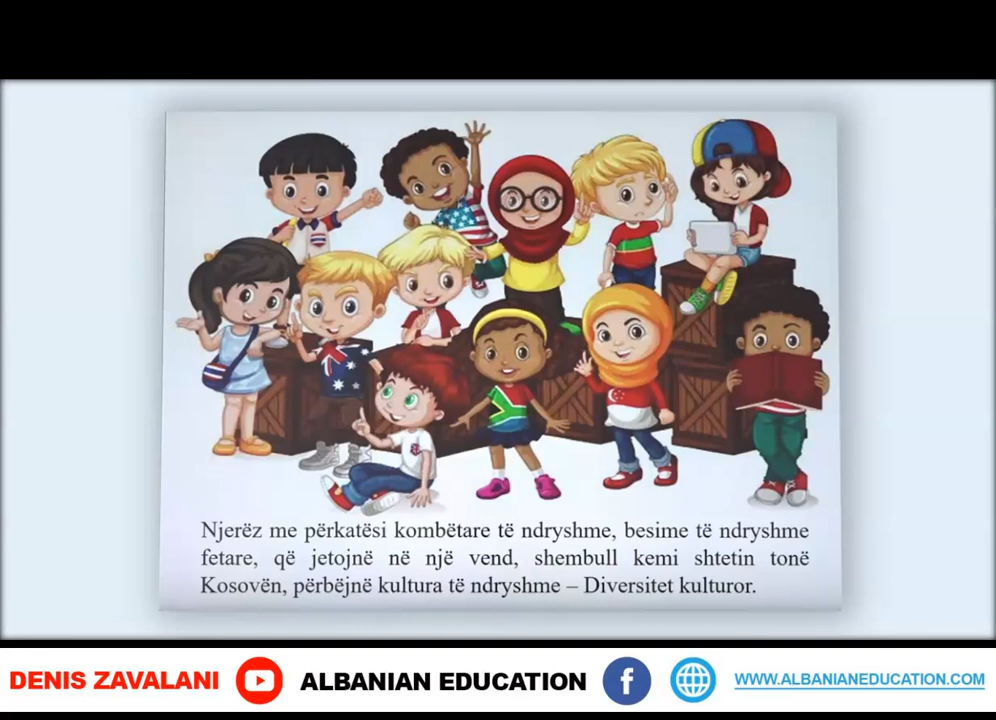 Njerëz me përkatësi kombëtare të ndryshme, besime të ndryshme
fetare, që jetojnë në një vend, shembull kemi shtetin tonë
Kosovën, përbëjnë kultura të ndryshme – Diversitet kulturor.
DENIS ZAVALANI ALBANIAN EDUCATION f WWW.ALBANIANEDUCATION.COM